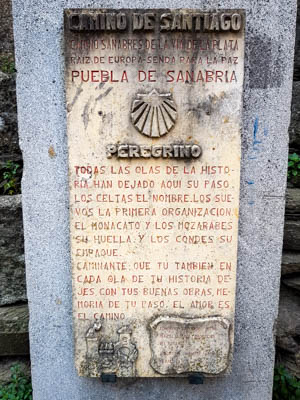 CAMINO DE SANTIAGO
CAMINO SANABRES DE LA VIA DE LA PLATA
RAIZ DE EUROPA-SENDA PARA LA PAZ
PUEBLA DE SANABRIA
PEREGRINO
TODAS LAS OLAS DE LA HISTO-
RIA HAN DEJADO AQUI SU PASO.
LOS CELTAS EL NOMBRE, LOS SUE-
VOS LA PRIMERA ORGANIZACION,
EL MONACATO Y LOS MOZARABES
SU HUELLA, Y LOS CONDES SU
EMPAQUE.
CAMINANTE, QUE TU TAMBIEN, EN
CADA OLA DE TU HISTORIA DE-
JES CON TUS BUENAS OBRAS, ME-
MORIA DE TU PASO. EL AMOR ES
EL CAMINO.